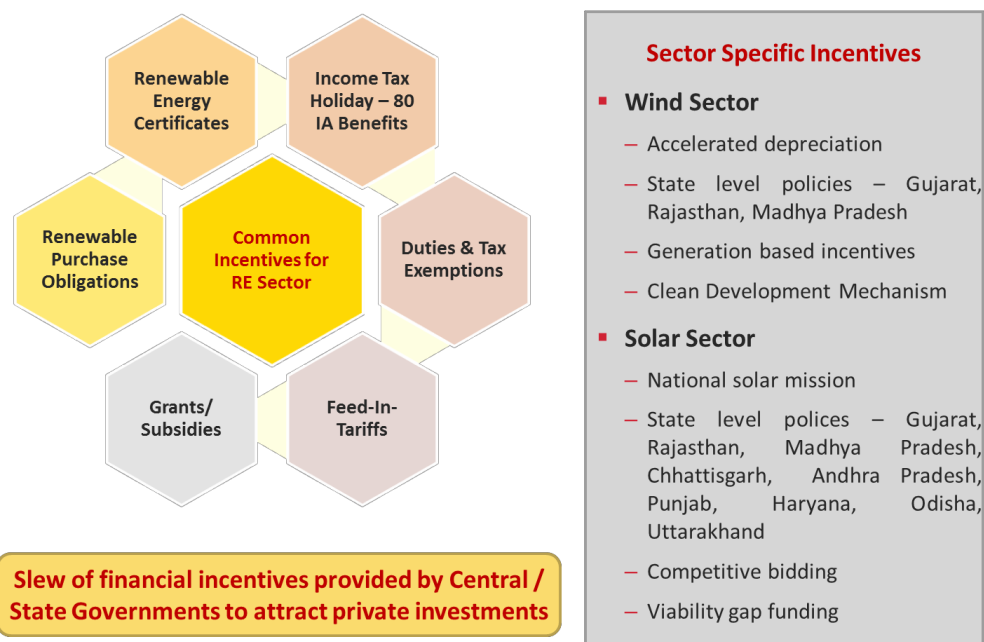 Renewable
Energy
Certificates
Income Tax
Holiday – 80
IA Benefits
Renewable
Purchase
Obligations
Common
Incentives for
RE Sector
Duties & Tax
Exemptions
Grants/
Subsidies
Feed-In-
Tariffs
Slew of financial incentives provided by Central /
State Governments to attract private investments
Sector Specific Incentives
▪ Wind Sector
– Accelerated depreciation
– State level policies – Gujarat,
Rajasthan, Madhya Pradesh
– Generation based incentives
– Clean Development Mechanism
▪ Solar Sector
– National solar mission
– State level polices – Gujarat,
Rajasthan, Madhya Pradesh,
Chhattisgarh, Andhra Pradesh,
Punjab, Haryana, Odisha,
Uttarakhand
– Competitive bidding
– Viability gap funding